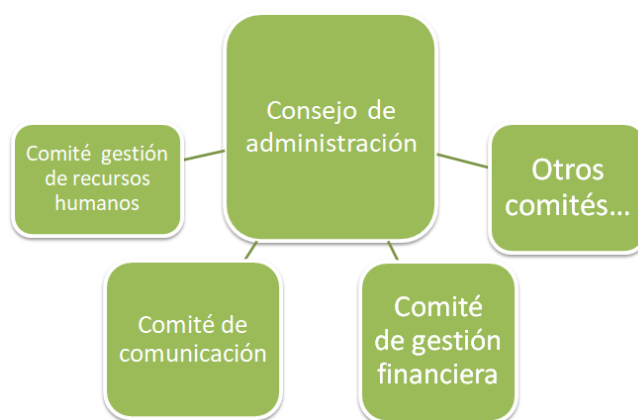 Consejo de
administración
Comité gestión
de recursos
humanos
Otros
comités...
Comité de
comunicación
Comité
de gestión
financiera